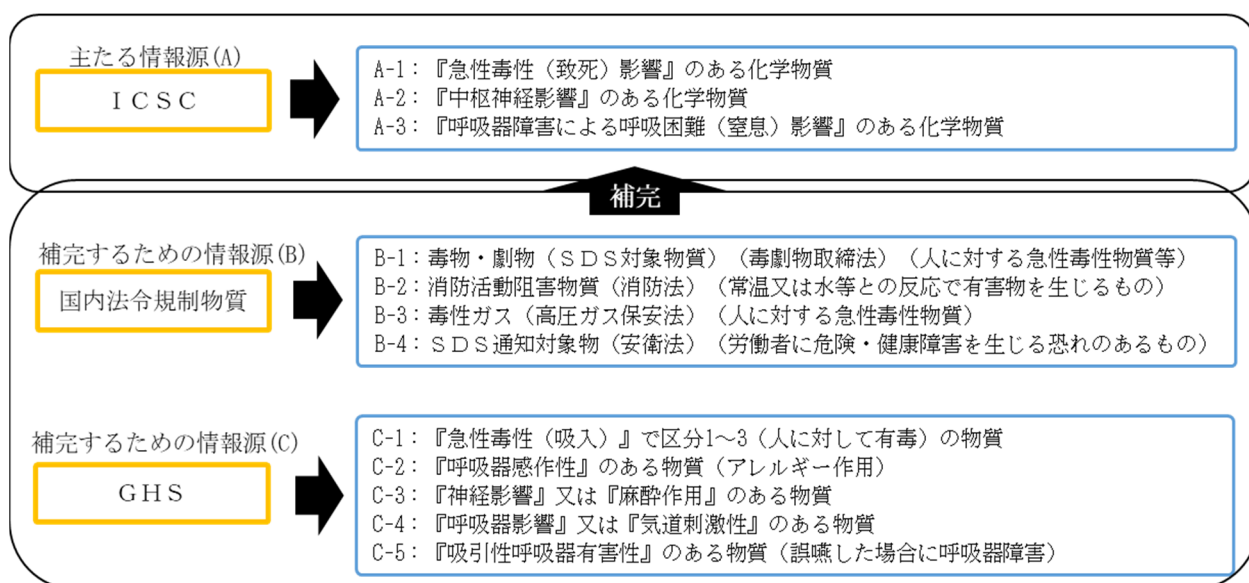 主たる情報源(A)
ICSC
A-1:『急性毒性(致死)影響』のある化学物質
A-2:『中枢神経影響』のある化学物質
A-3:『呼吸器障害による呼吸困難(窒息)影響』のある化学物質
補完
補完するための情報源(B)
国内法令規制物質
B-1:毒物・劇物(SDS対象物質)(毒劇物取締法)(人に対する急性毒性物質等)
B-2:消防活動阻害物質(消防法)(常温又は水等との反応で有害物を生じるもの)
B-3:毒性ガス(高圧ガス保安法)(人に対する急性毒性物質)
B-4:SDS通知対象物(安衛法)(労働者に危険・健康障害を生じる恐れのあるもの)
補完するための情報源(C)
GHS
C-1:『急性毒性(吸入)』で区分1~3(人に対して有毒)の物質
C-2:『呼吸器感作性』のある物質(アレルギー作用)
C-3:『神経影響』又は『麻酔作用』のある物質
C-4:『呼吸器影響』又は『気道刺激性』のある物質
C-5:『吸引性呼吸器有害性』のある物質(誤嚥した場合に呼吸器障害)